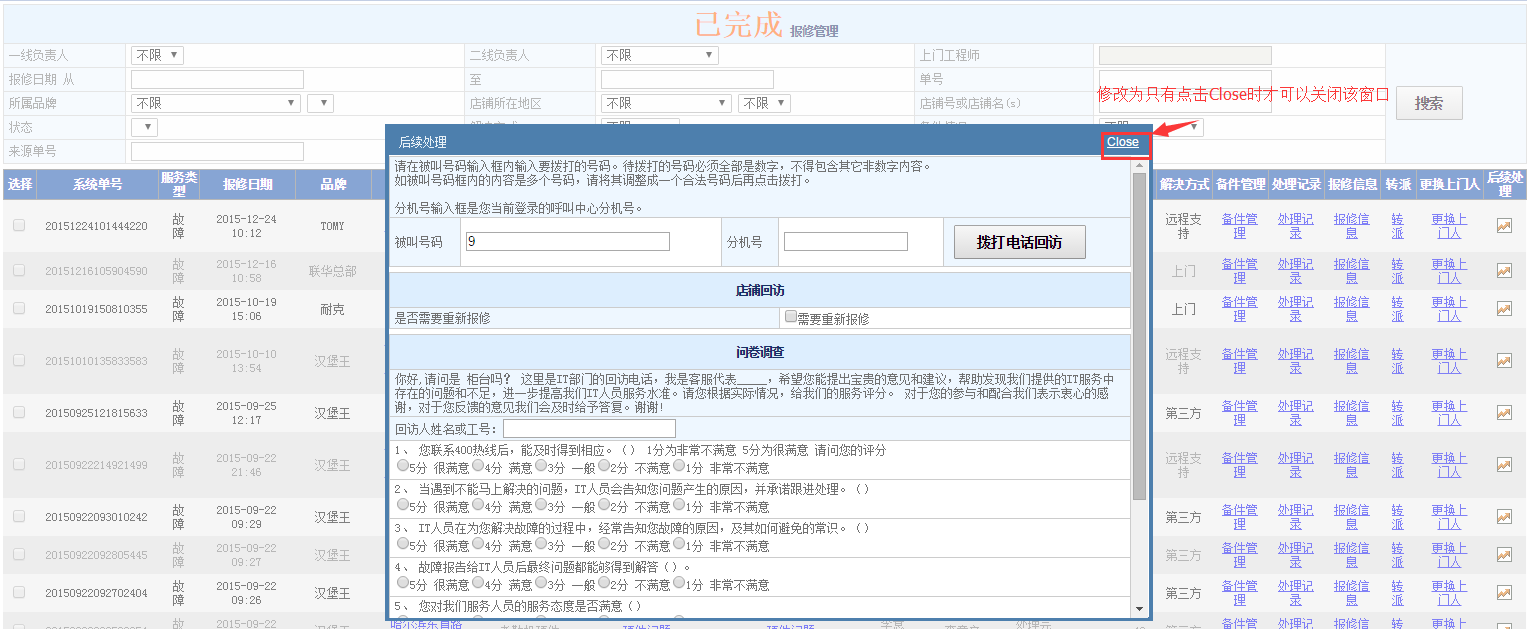 已完成 报修管理
一线负责人 不限 二线负责人 不限 上门工程师
报修日期 从 至 单号
所属品牌 不限 店铺所在地区 不限 不限 店铺号或店铺名(s)
修改为只有点击Close时才可以关闭该窗口
搜索
状态
来源单号
后续处理 Close
请在被叫号码输入框内输入要拨打的号码。待拨打的号码必须全部是数字，不得包含其它非数字内容。
如被叫号码框内的内容是多个号码，请将其调整成一个合法号码后再点击拨打。
分机号输入框是您当前登录的呼叫中心分机号。
被叫号码 9 分机号 拨打电话回访
店铺回访
是否需要重新报修 需要重新报修
问卷调查
你好,请问是 柜台吗？ 这里是IT部门的回访电话，我是客服代表_____，希望您能提出宝贵的意见和建议，帮助发现我们提供的IT服务中
存在的问题和不足，进一步提高我们IT人员服务水准。请您根据实际情况，给我们的服务评分。 对于您的参与和配合我们表示衷心的感
谢，对于您反馈的意见我们会及时给予答复。谢谢!
回访人姓名或工号：
1、 您联系400热线后，能及时得到相应。（） 1分为非常不满意 5分为很满意 请问您的评分
5分 很满意 4分 满意 3分 一般 2分 不满意 1分 非常不满意
2、 当遇到不能马上解决的问题，IT人员会告知您问题产生的原因，并承诺跟进处理。（）
5分 很满意 4分 满意 3分 一般 2分 不满意 1分 非常不满意
3、 IT人员在为您解决故障的过程中，经常告知您故障的原因，及其如何避免的常识。（）
5分 很满意 4分 满意 3分 一般 2分 不满意 1分 非常不满意
4、 故障报告给IT人员后最终问题都能够得到解答（）。
5分 很满意 4分 满意 3分 一般 2分 不满意 1分 非常不满意
5、 您对我们服务人员的服务态度是否满意（）
选择 系统单号 服务类型 报修日期 品牌 解决方式 备件管理 处理记录 报修信息 转派 更换上门人 后续处理
20151224101444220 故障 2015-12-24 10:12 TOMY 远程支持 备件管理 处理记录 报修信息 转派 更换上门人
20151216105904590 故障 2015-12-16 10:58 联华总部 上门 备件管理 处理记录 报修信息 转派 更换上门人
20151019150810355 故障 2015-10-19 15:06 耐克 上门 备件管理 处理记录 报修信息 转派 更换上门人
20151010135833583 故障 2015-10-10 13:54 汉堡王 远程支持 备件管理 处理记录 报修信息 转派 更换上门人
20150925121815633 故障 2015-09-25 12:17 汉堡王 第三方 备件管理 处理记录 报修信息 转派 更换上门人
20150922214921499 故障 2015-09-22 21:46 汉堡王 远程支持 备件管理 处理记录 报修信息 转派 更换上门人
20150922093010242 故障 2015-09-22 09:29 汉堡王 第三方 备件管理 处理记录 报修信息 转派 更换上门人
20150922092805445 故障 2015-09-22 09:27 汉堡王 第三方 备件管理 处理记录 报修信息 转派 更换上门人
20150922092702404 故障 2015-09-22 09:26 汉堡王 第三方 备件管理 处理记录 报修信息 转派 更换上门人
故 2015-09-22 备件管 处理记 报修信 转 更换上